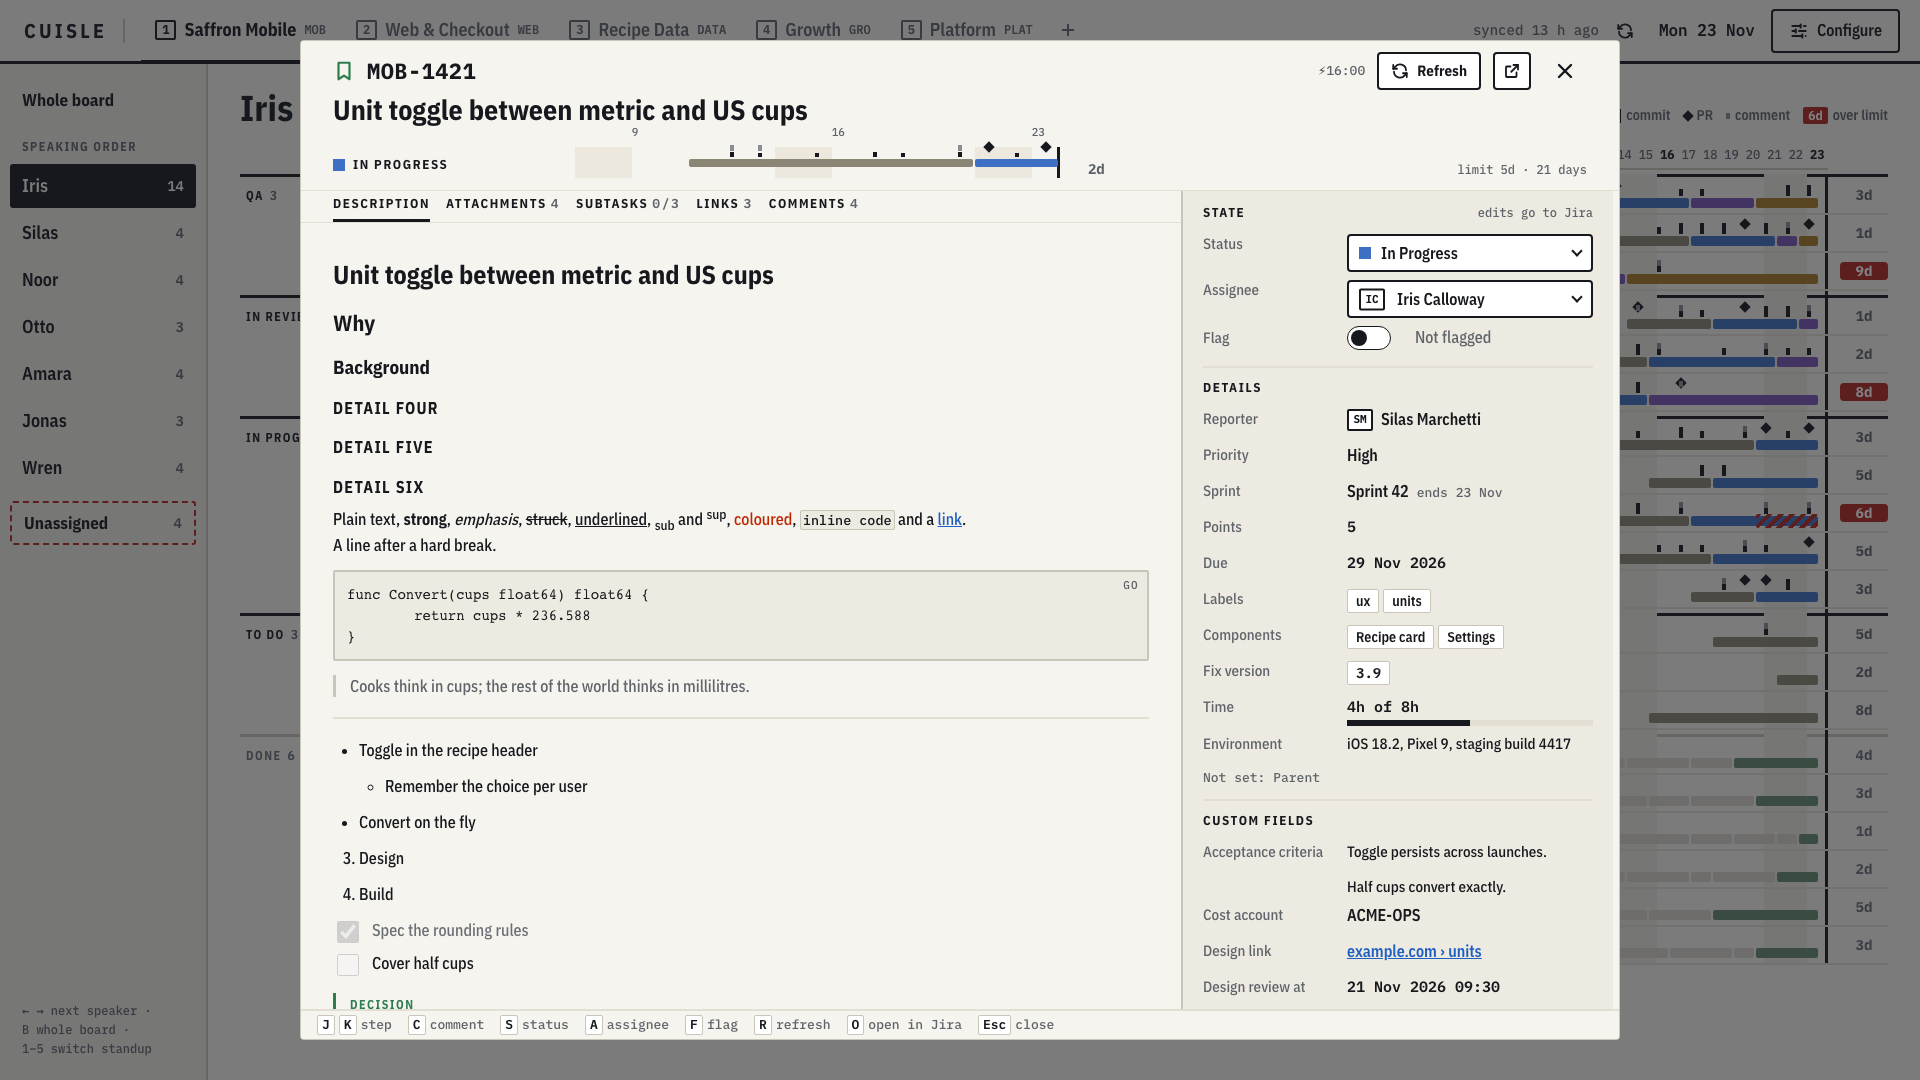 CUISLE
1 Saffron Mobile MOB
2 Web & Checkout WEB
3 Recipe Data DATA
4 Growth GRO
5 Platform PLAT
+
synced 13 h ago
Mon 23 Nov
Configure
Whole board
SPEAKING ORDER
Iris 14
Silas 4
Noor 4
Otto 3
Amara 4
Jonas 3
Wren 4
Unassigned 4
← → next speaker ·
B whole board ·
1–5 switch standup
Iris
QA 3
IN REVIE
IN PROG
TO DO 3
DONE 6
MOB-1421
⚡16:00
Refresh
Unit toggle between metric and US cups
9 16 23
IN PROGRESS
2d
limit 5d · 21 days
DESCRIPTION
ATTACHMENTS 4
SUBTASKS 0/3
LINKS 3
COMMENTS 4
Unit toggle between metric and US cups
Why
Background
DETAIL FOUR
DETAIL FIVE
DETAIL SIX
Plain text, strong, emphasis, struck, underlined, sub and sup, coloured, inline code and a link.
A line after a hard break.
GO
func Convert(cups float64) float64 {
return cups * 236.588
}
Cooks think in cups; the rest of the world thinks in millilitres.
• Toggle in the recipe header
◦ Remember the choice per user
• Convert on the fly
3. Design
4. Build
Spec the rounding rules
Cover half cups
DECISION
STATE
edits go to Jira
Status In Progress
Assignee IC Iris Calloway
Flag Not flagged
DETAILS
Reporter SM Silas Marchetti
Priority High
Sprint Sprint 42 ends 23 Nov
Points 5
Due 29 Nov 2026
Labels ux units
Components Recipe card Settings
Fix version 3.9
Time 4h of 8h
Environment iOS 18.2, Pixel 9, staging build 4417
Not set: Parent
CUSTOM FIELDS
Acceptance criteria Toggle persists across launches.
Half cups convert exactly.
Cost account ACME-OPS
Design link example.com › units
Design review at 21 Nov 2026 09:30
J K step
C comment
S status
A assignee
F flag
R refresh
O open in Jira
Esc close
commit
PR
comment
6d over limit
14 15 16 17 18 19 20 21 22 23
3d
1d
9d
1d
2d
8d
3d
5d
6d
5d
3d
5d
2d
8d
4d
3d
1d
2d
5d
3d